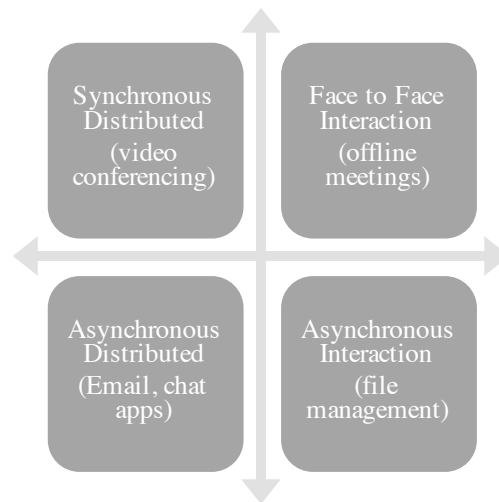 Synchronous
Distributed
(video
conferencing)
Face to Face
Interaction
(offline
meetings)
Asynchronous
Distributed
(Email, chat
apps)
Asynchronous
Interaction
(file
management)